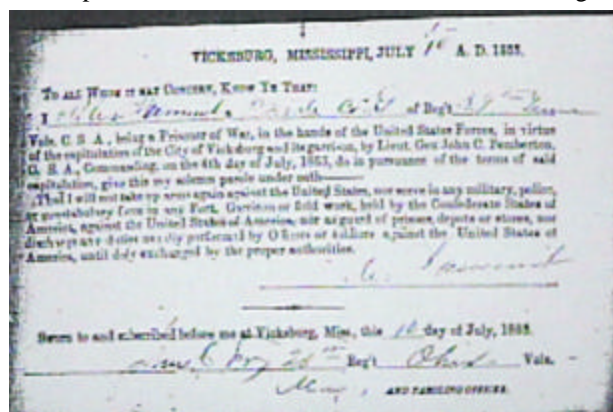 VICKSBURG, MISSISSIPPI, JULY 10 A. D. 1863.
TO ALL WHOM IT MAY CONCERN, KNOW YE THAT:
I Co. of Reg't
Vols. C. S. A., being a Prisoner of War, in the hands of the United States Forces, in virtue
of the capitulation of the City of Vicksburg and its garrison, by Lieut. Gen John C. Pemberton,
C. S. A., Commanding, on the 4th day of July, 1863, do in pursuance of the terms of said
capitulation, give this my solemn parole under oath
That I will not take up arms again against the United States, nor serve in any military, police,
or constabulary force in any Fort, Garrison or field work, held by the Confederate States of
America, against the United States of America, nor as guard of prisons, depots or stores, nor
discharge any duties usually performed by Officers or soldiers against the United States of
America, until duly exchanged by the proper authorities.
Sworn to and subscribed before me at Vicksburg, Miss., this 10 day of July, 1863.
20th Reg't Ohio Vols.
AND PAROLING OFFICER.